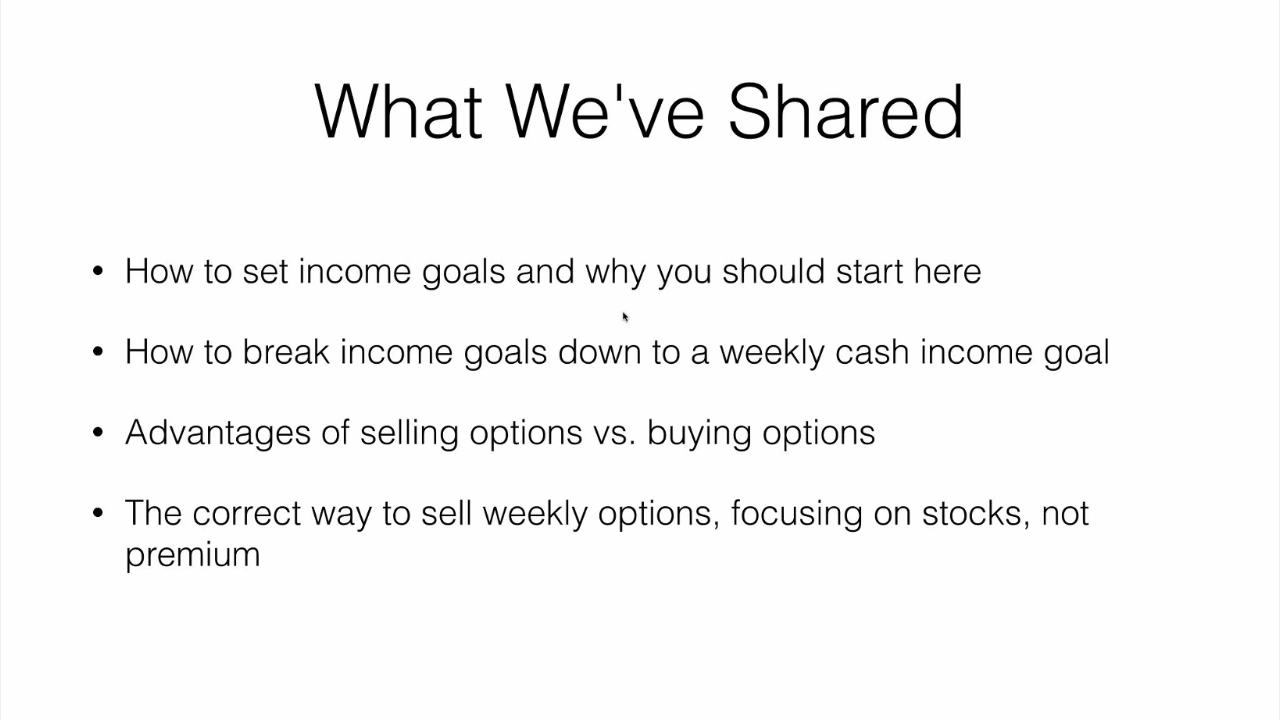 What We've Shared
• How to set income goals and why you should start here
• How to break income goals down to a weekly cash income goal
• Advantages of selling options vs. buying options
• The correct way to sell weekly options, focusing on stocks, not
premium